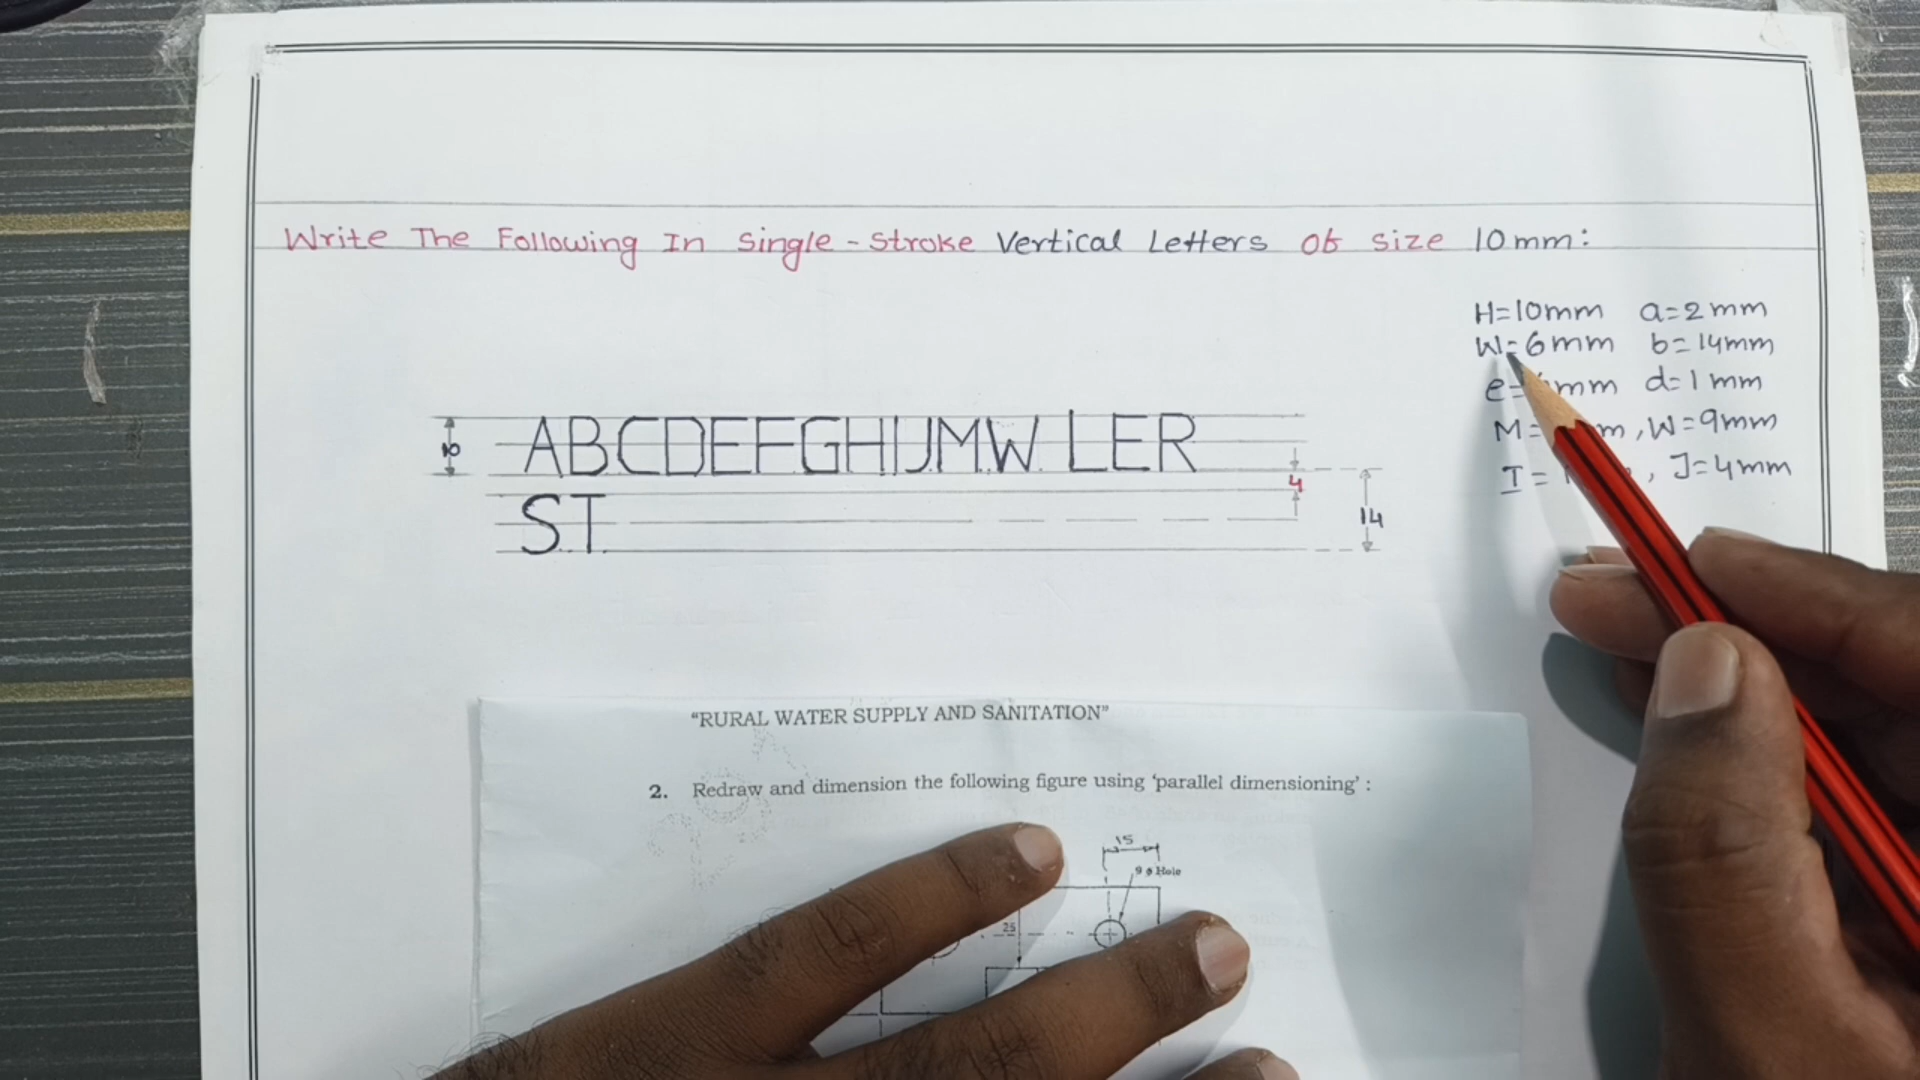 Write The Following In Single-Stroke Vertical Letters Of Size 10mm:
H=10mm a=2mm
W=6mm b=14mm
e= mm d=1mm
M= m, W=9mm
I = , J=4mm
10 ABCDEFGHIJMW LER
4
ST
14
“RURAL WATER SUPPLY AND SANITATION”
2. Redraw and dimension the following figure using ‘parallel dimensioning’ :
15
9 ø Hole
25